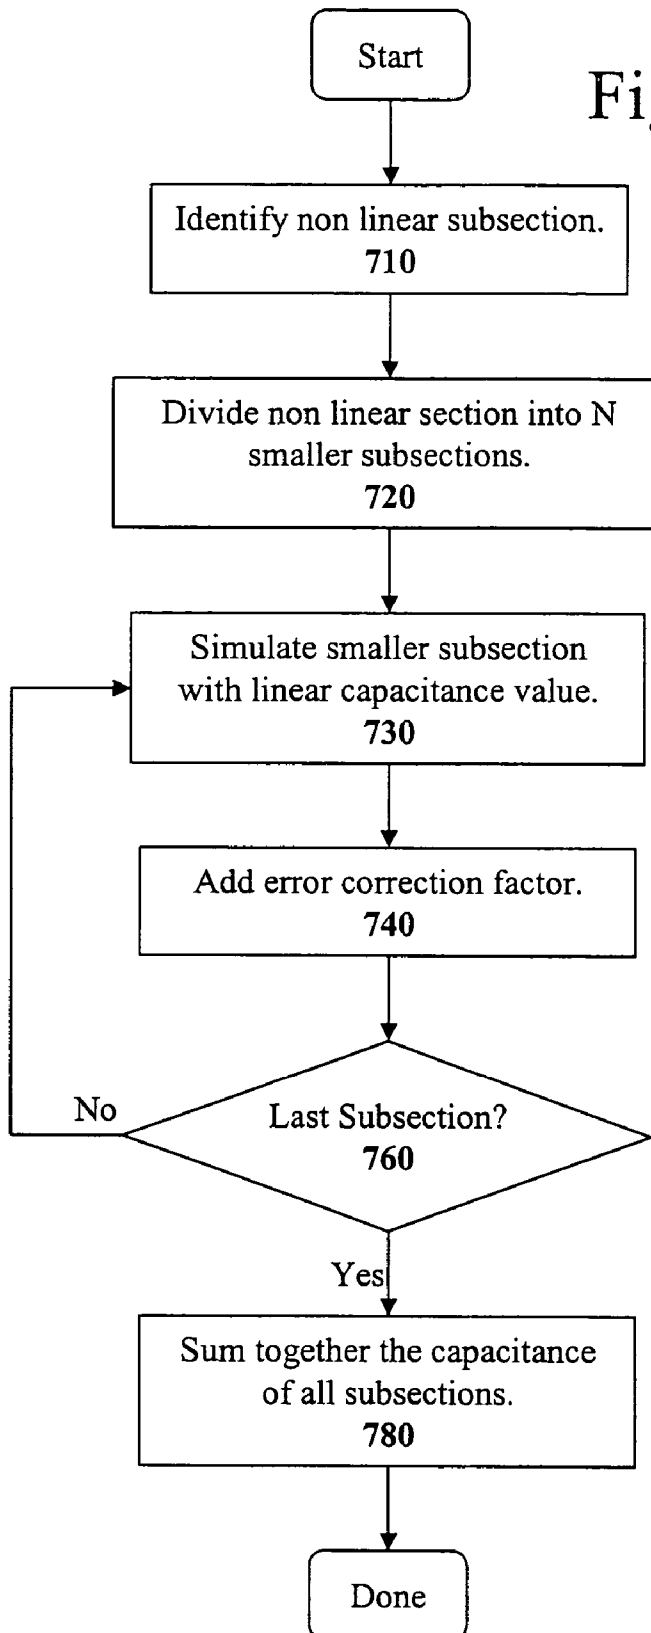 Start
Fi
Identify non linear subsection.
710
Divide non linear section into N
smaller subsections.
720
Simulate smaller subsection
with linear capacitance value.
730
Add error correction factor.
740
No
Last Subsection?
760
Yes
Sum together the capacitance
of all subsections.
780
Done